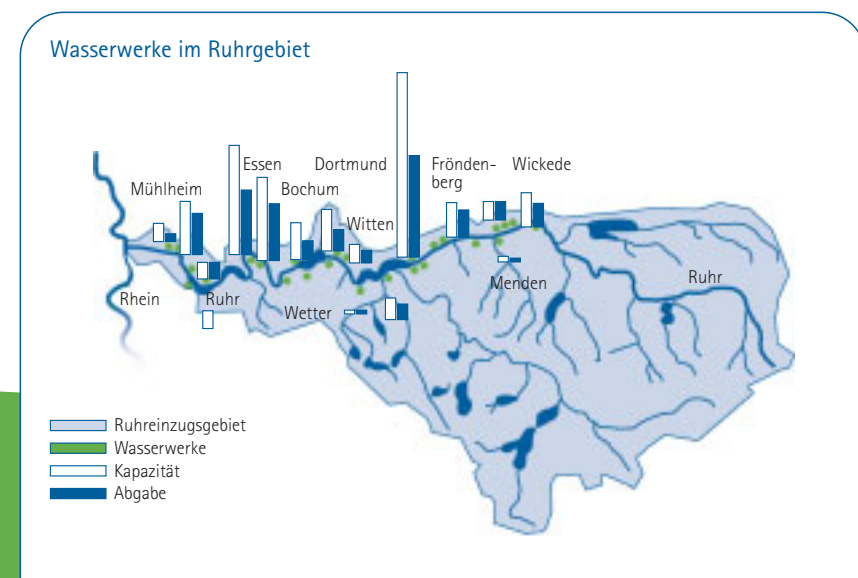 Wasserwerke im Ruhrgebiet
Essen
Dortmund
Frönden-
berg
Wickede
Mühlheim
Bochum
Witten
Rhein
Ruhr
Wetter
Menden
Ruhr
Ruhreinzugsgebiet
Wasserwerke
Kapazität
Abgabe